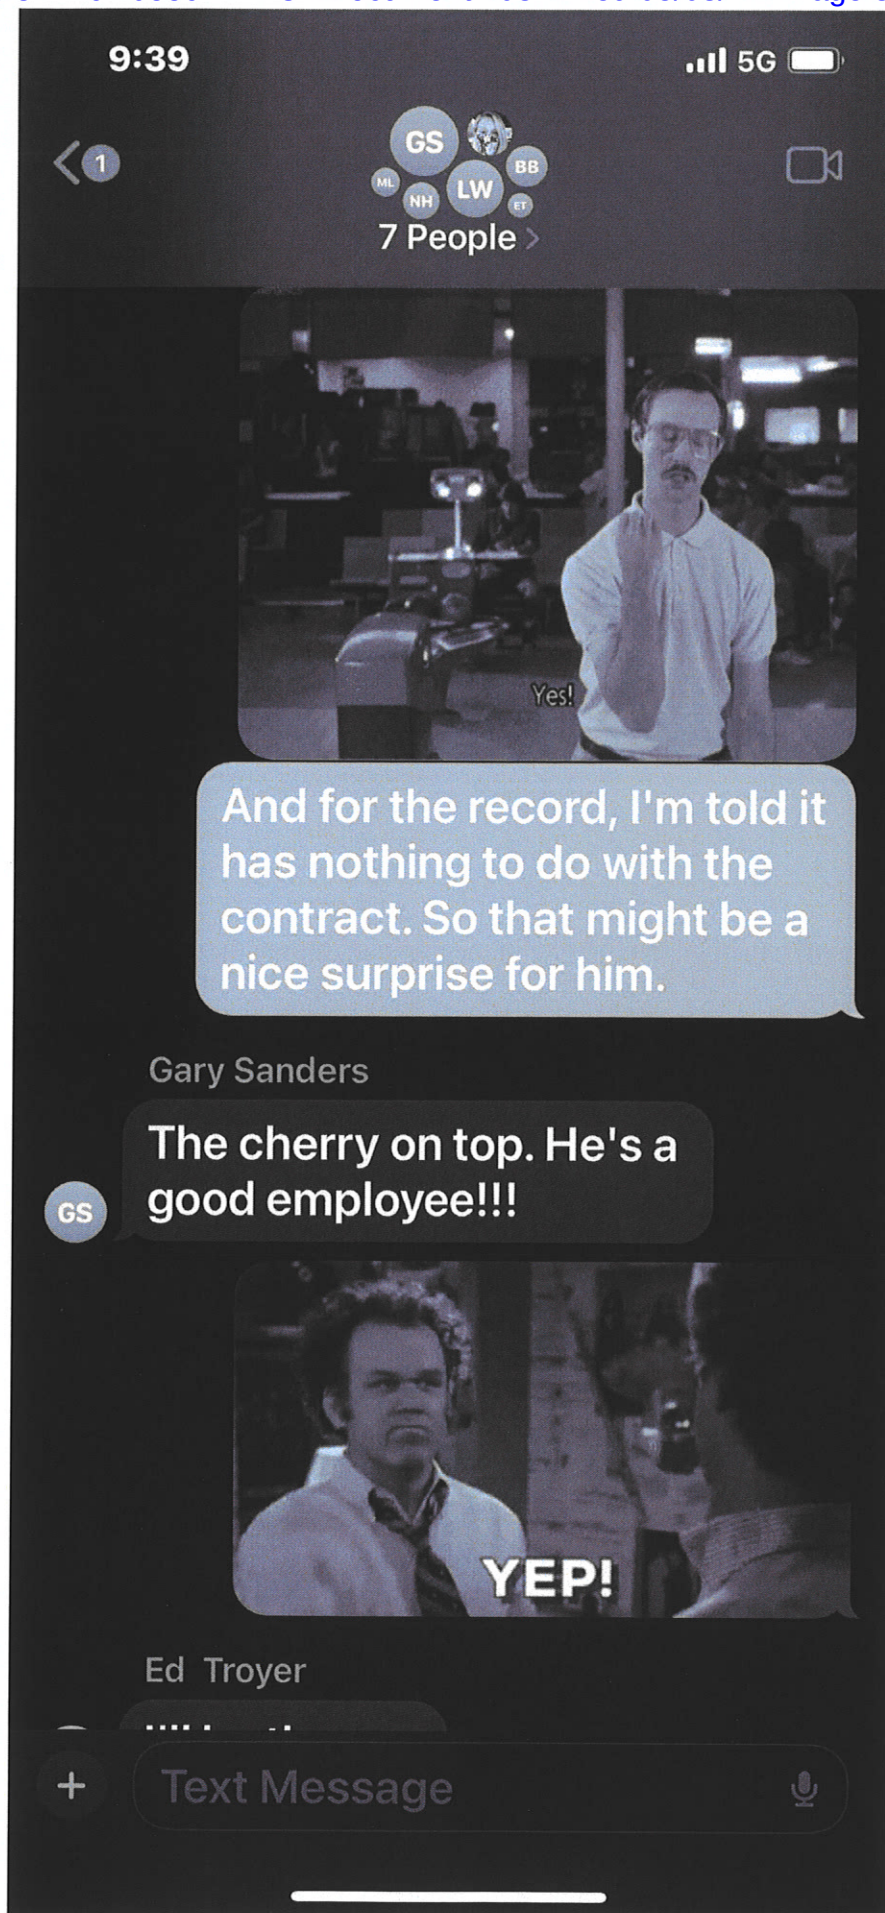 9:39
5G
1
GS
BB
ML
LW
NH
ET
7 People
Yes!
And for the record, I'm told it
has nothing to do with the
contract. So that might be a
nice surprise for him.
Gary Sanders
The cherry on top. He's a
good employee!!!
GS
YEP!
Ed Troyer
Text Message